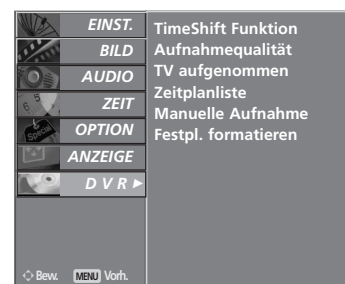 EINST.
BILD
AUDIO
ZEIT
OPTION
ANZEIGE
D V R ►
TimeShift Funktion
Aufnahmequalität
TV aufgenommen
Zeitplanliste
Manuelle Aufnahme
Festpl. formatieren
Special
Bew. MENU Vorh.